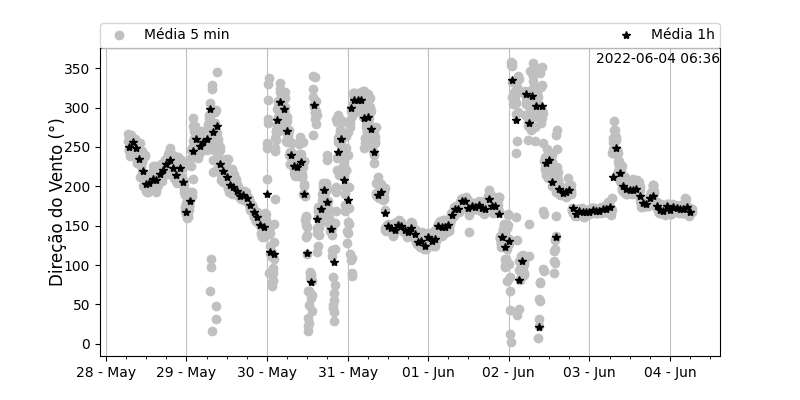 Média 5 min
Média 1h
2022-06-04 06:36
Direção do Vento (°)
350
300
250
200
150
100
50
0
28 - May
29 - May
30 - May
31 - May
01 - Jun
02 - Jun
03 - Jun
04 - Jun